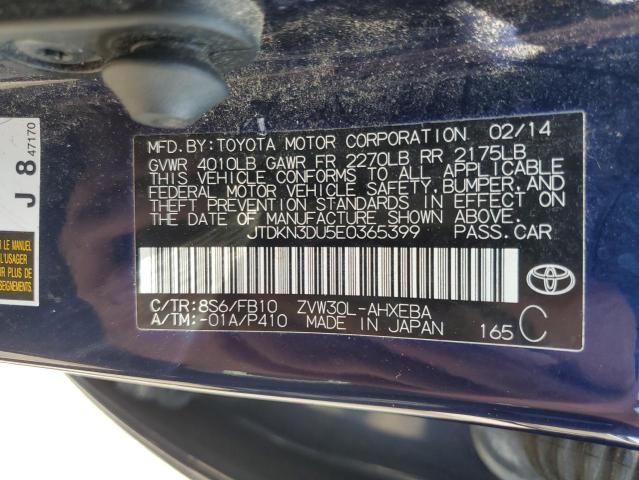 MFD. BY: TOYOTA MOTOR CORPORATION 02/14
GVWR 4010LB GAWR FR 2270LB RR 2175LB
THIS VEHICLE CONFORMS TO ALL APPLICABLE
FEDERAL MOTOR VEHICLE SAFETY, BUMPER, AND
THEFT PREVENTION STANDARDS IN EFFECT ON
THE DATE OF MANUFACTURE SHOWN ABOVE.
JTDKN3DU5E0365399 PASS.CAR
C/TR: 8S6/FB10 ZVW30L-AHXEBA
A/TM: -01A/P410 MADE IN JAPAN
165 C
TOYOTA
J 8 47170
LE MANUEL
À L'USAGER
PLUS
SEIGNEMENTS